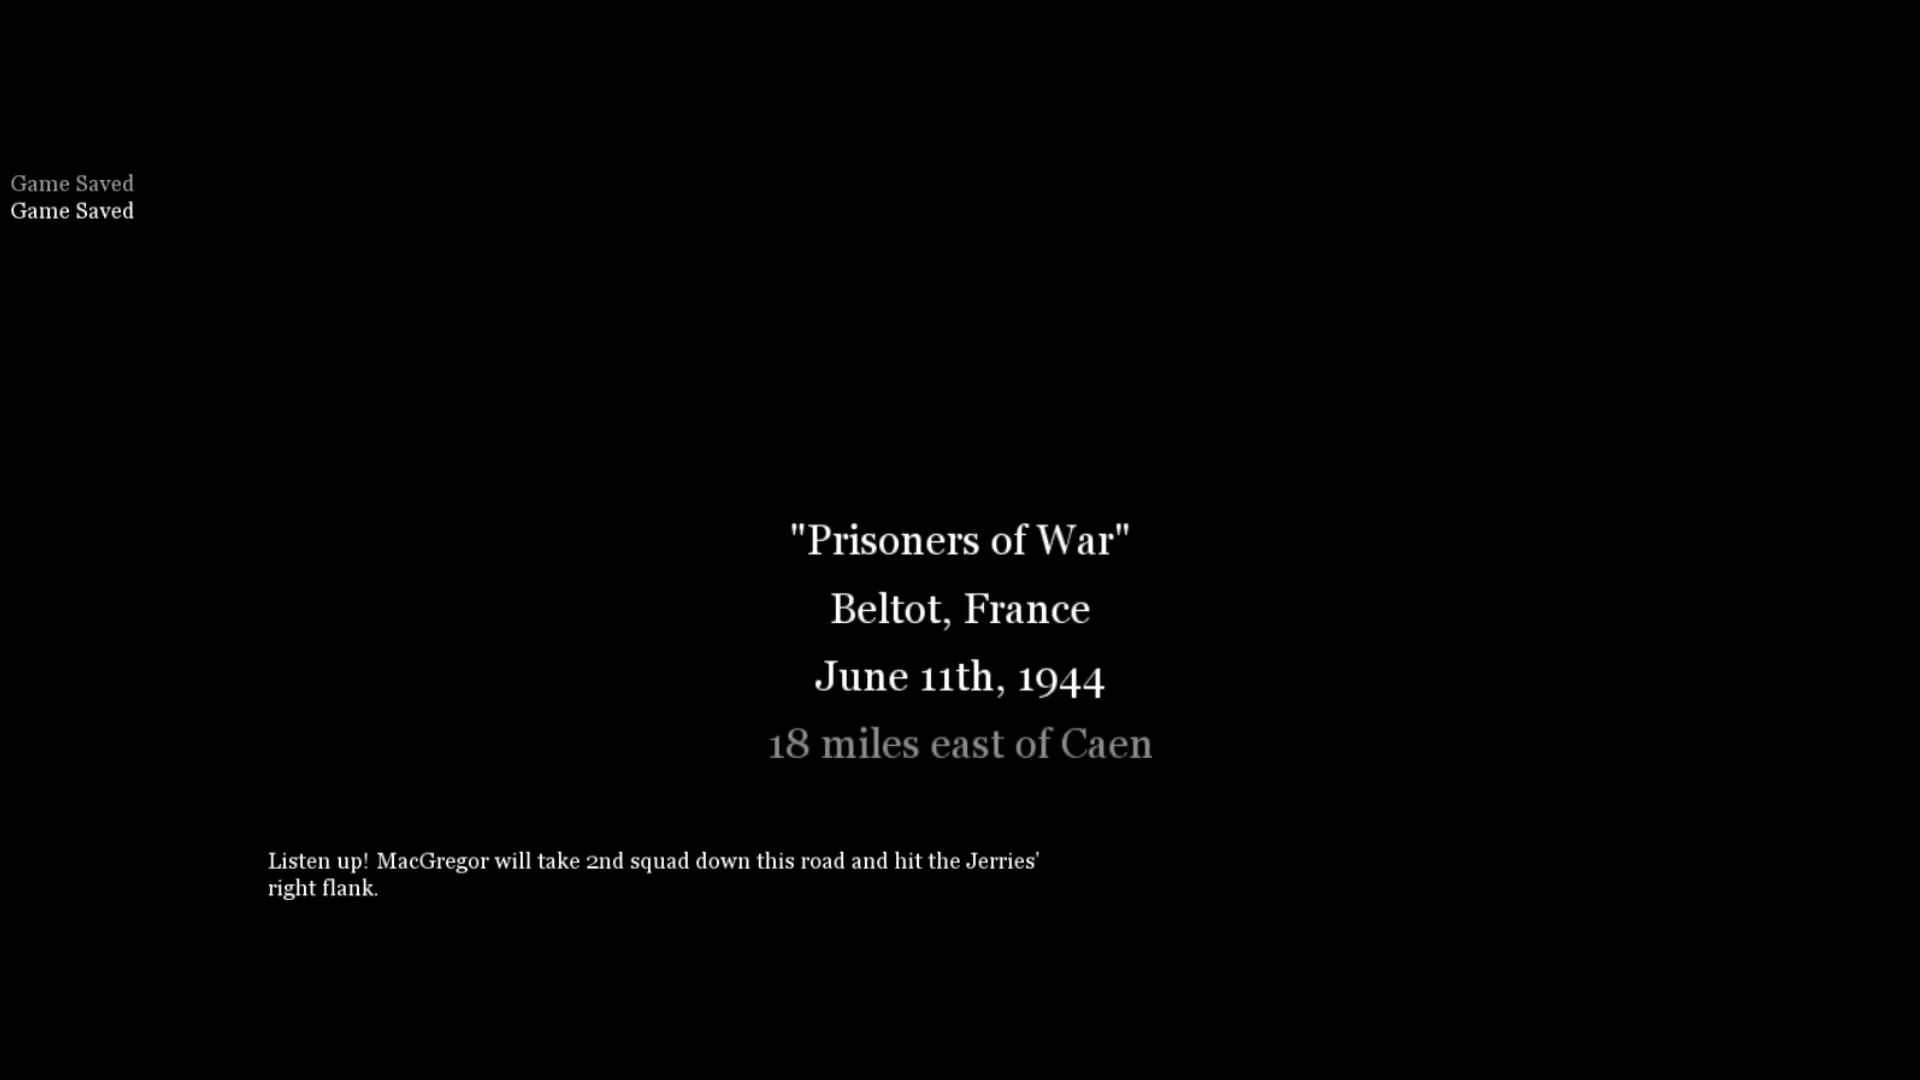 Game Saved
Game Saved
"Prisoners of War"
Beltot, France
June 11th, 1944
18 miles east of Caen
Listen up! MacGregor will take 2nd squad down this road and hit the Jerries'
right flank.